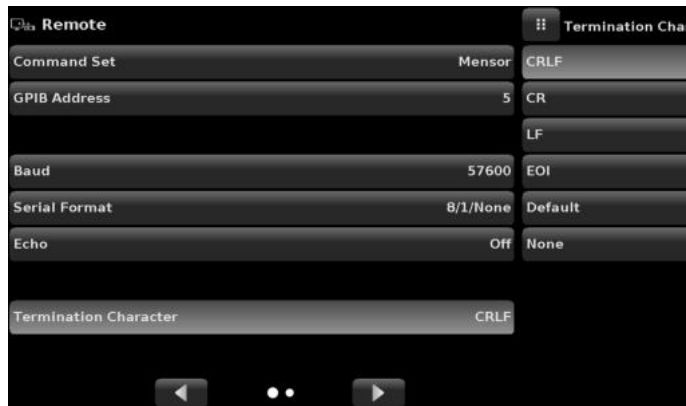 Remote
Command Set Mensor
GPIB Address 5
Baud 57600
Serial Format 8/1/None
Echo Off
Termination Character CRLF
Termination Cha
CRLF
CR
LF
EOI
Default
None